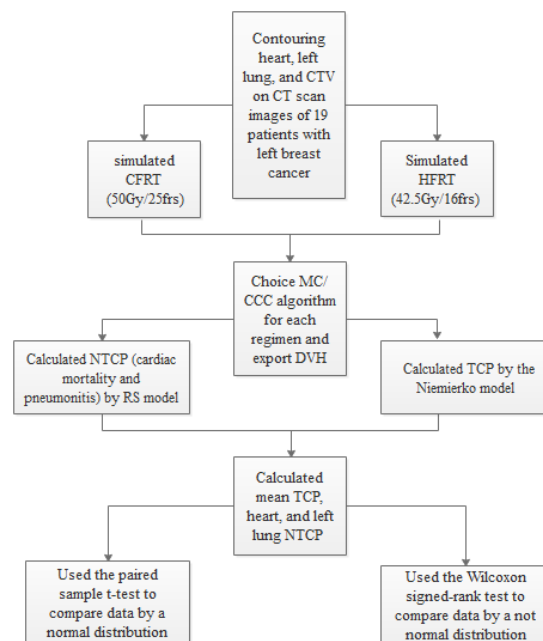 Contouring
heart, left
lung, and CTV
on CT scan
images of 19
patients with
left breast
cancer
simulated
CFRT
(50Gy/25frs)
Simulated
HFRT
(42.5Gy/16frs)
Choice MC/
CCC algorithm
for each
regimen and
export DVH
Calculated NTCP (cardiac
mortality and
pneumonitis) by RS model
Calculated TCP by the
Niemierko model
Calculated
mean TCP,
heart, and left
lung NTCP
Used the paired
sample t-test to
compare data by a
normal distribution
Used the Wilcoxon
signed-rank test to
compare data by a not
normal distribution